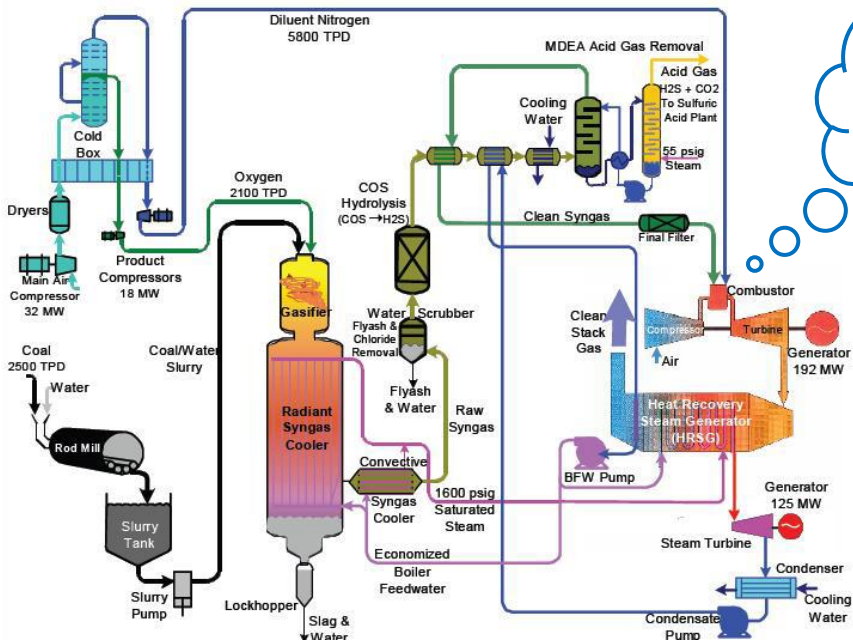 Diluent Nitrogen
5800 TPD
MDEA Acid Gas Removal
Acid Gas
H2S + CO2
To Sulfuric
Acid Plant
Cooling
Water
55 psig
Steam
Cold
Box
Oxygen
2100 TPD
COS
Hydrolysis
(COS →H2S)
Clean Syngas
Final Filter
Dryers
Product
Compressors
18 MW
Main Air
Compressor
32 MW
Gasifier
Water Scrubber
Flyash &
Chloride
Removal
Clean
Stack
Gas
Combustor
Compressor
Turbine
Air
Generator
192 MW
Coal
2500 TPD
Water
Coal/Water
Slurry
Flyash
& Water
Raw
Syngas
Radiant
Syngas
Cooler
Heat Recovery
Steam Generator
(HRSG)
Rod Mill
Convective
Syngas
Cooler
BFW Pump
1600 psig
Saturated
Steam
Generator
125 MW
Slurry
Tank
Steam Turbine
Economized
Boiler
Feedwater
Condenser
Slurry
Pump
Lockhopper
Slag &
Water
Condensate
Pump
Cooling
Water